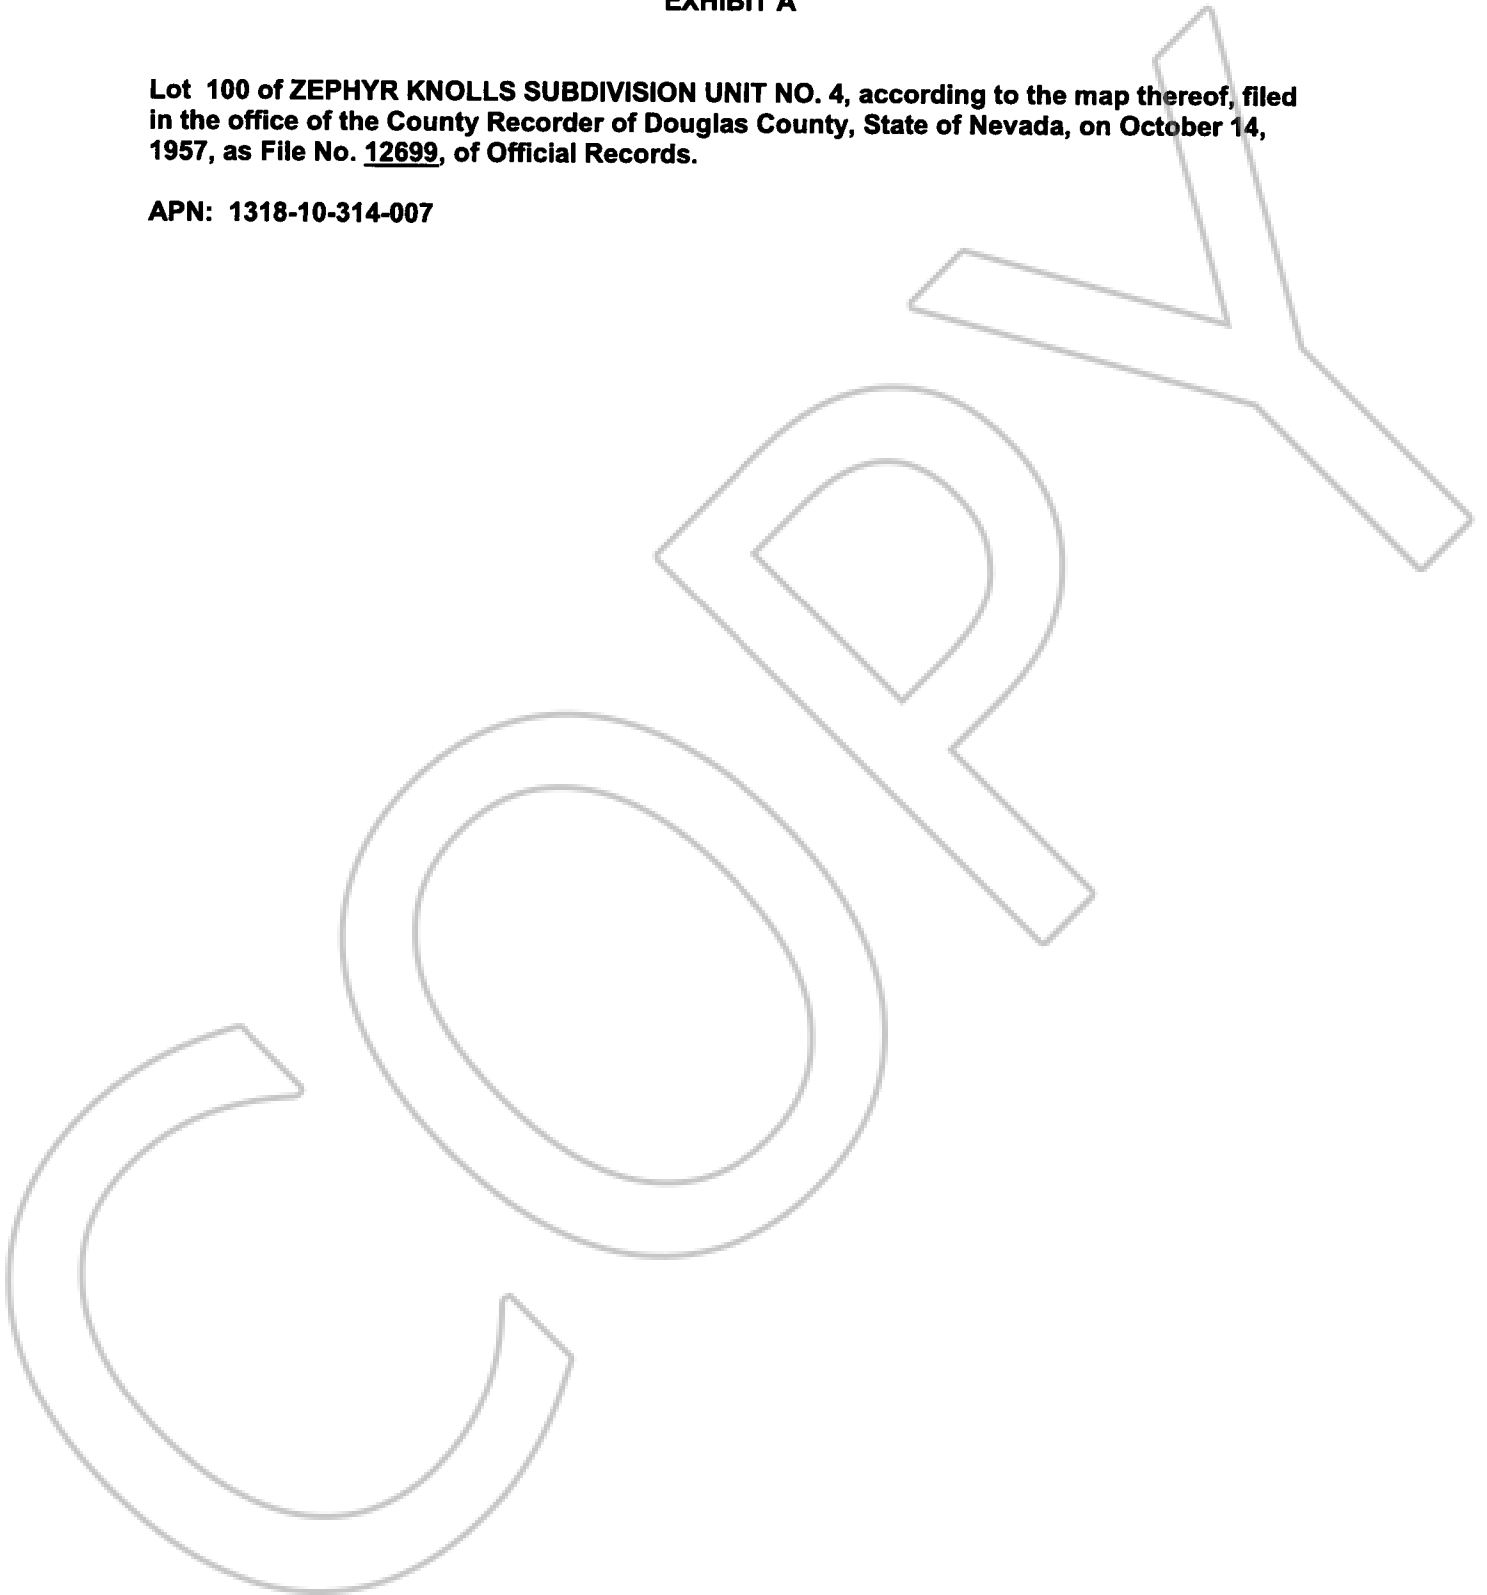 EXHIBIT A
Lot 100 of ZEPHYR KNOLLS SUBDIVISION UNIT NO. 4, according to the map thereof, filed
in the office of the County Recorder of Douglas County, State of Nevada, on October 14,
1957, as File No. 12699, of Official Records.
APN: 1318-10-314-007
COPY